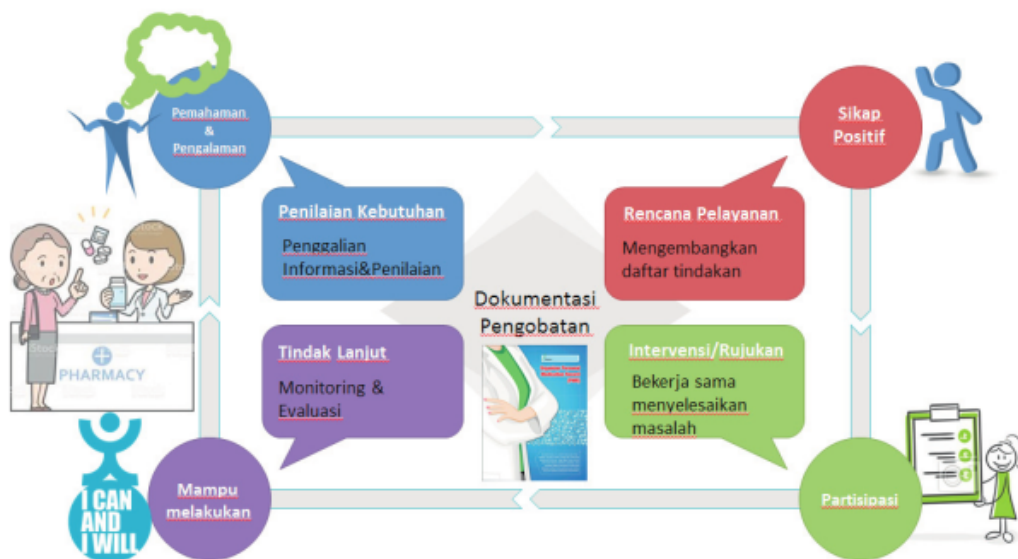 Pemahaman
&
Pengalaman
Sikap
Positif
Penilaian Kebutuhan
Penggalian
Informasi&Penilaian
Rencana Pelayanan
Mengembangkan
daftar tindakan
Dokumentasi
Pengobatan
Tindak Lanjut
Monitoring &
Evaluasi
Intervensi/Rujukan
Bekerja sama
menyelesaikan
masalah
PHARMACY
I CAN
AND
I WILL
Mampu
melakukan
Partisipasi